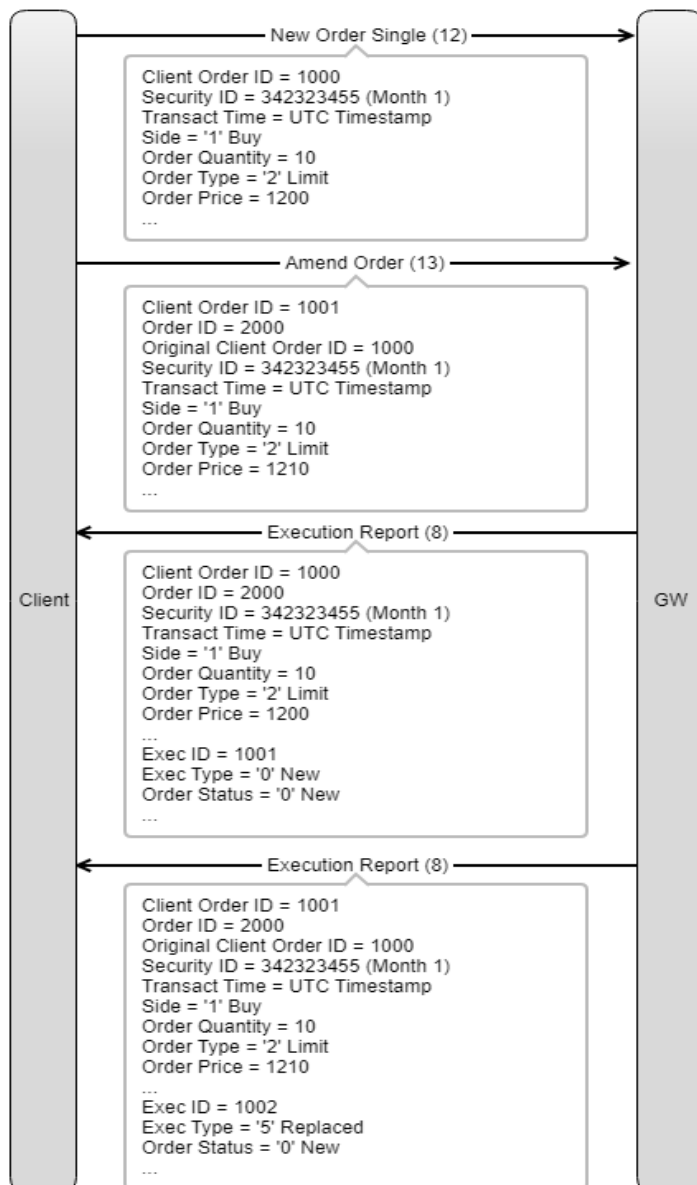 New Order Single (12)
Client Order ID = 1000
Security ID = 342323455 (Month 1)
Transact Time = UTC Timestamp
Side = '1' Buy
Order Quantity = 10
Order Type = '2' Limit
Order Price = 1200
...
Amend Order (13)
Client Order ID = 1001
Order ID = 2000
Original Client Order ID = 1000
Security ID = 342323455 (Month 1)
Transact Time = UTC Timestamp
Side = '1' Buy
Order Quantity = 10
Order Type = '2' Limit
Order Price = 1210
...
Execution Report (8)
Client Order ID = 1000
Order ID = 2000
Security ID = 342323455 (Month 1)
Transact Time = UTC Timestamp
Side = '1' Buy
Order Quantity = 10
Order Type = '2' Limit
Order Price = 1200
...
Exec ID = 1001
Exec Type = '0' New
Order Status = '0' New
...
Client
GW
Execution Report (8)
Client Order ID = 1001
Order ID = 2000
Original Client Order ID = 1000
Security ID = 342323455 (Month 1)
Transact Time = UTC Timestamp
Side = '1' Buy
Order Quantity = 10
Order Type = '2' Limit
Order Price = 1210
...
Exec ID = 1002
Exec Type = '5' Replaced
Order Status = '0' New
...